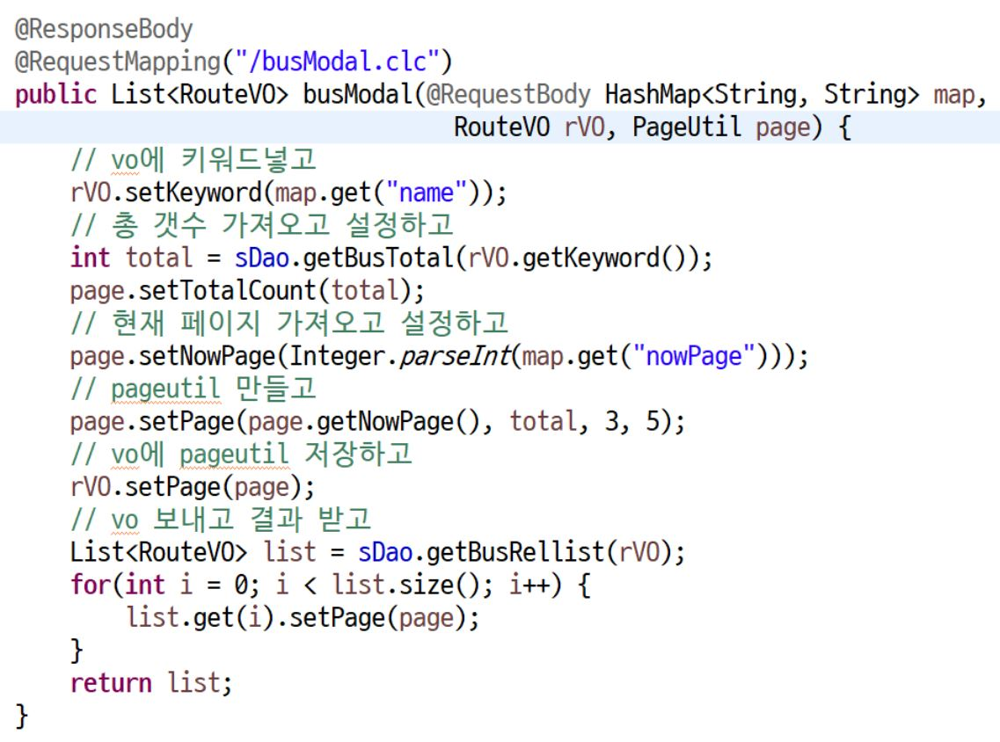 @ResponseBody
@RequestMapping("/busModal.clc")
public List<RouteVO> busModal(@RequestBody HashMap<String, String> map,
RouteVO rVO, PageUtil page) {
// vo에 키워드넣고
rVO.setKeyword(map.get("name"));
// 총 갯수 가져오고 설정하고
int total = sDao.getBusTotal(rVO.getKeyword());
page.setTotalCount(total);
// 현재 페이지 가져오고 설정하고
page.setNowPage(Integer.parseInt(map.get("nowPage")));
// pageutil 만들고
page.setPage(page.getNowPage(), total, 3, 5);
// vo에 pageutil 저장하고
rVO.setPage(page);
// vo 보내고 결과 받고
List<RouteVO> list = sDao.getBusRellist(rVO);
for(int i = 0; i < list.size(); i++) {
list.get(i).setPage(page);
}
return list;
}